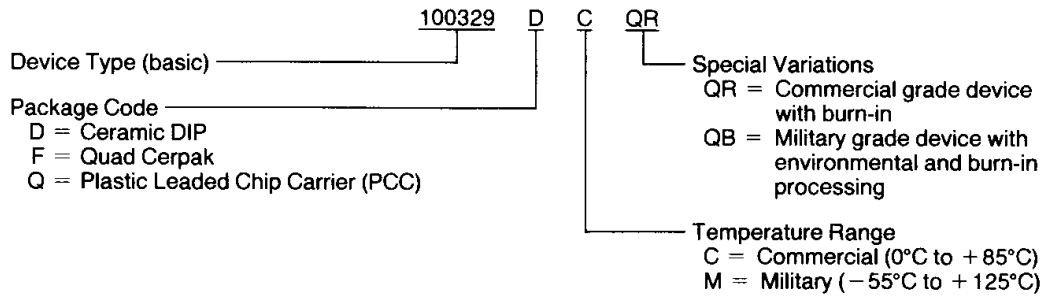 100329 D C QR
Device Type (basic)
Package Code
D = Ceramic DIP
F = Quad Cerpak
Q = Plastic Leaded Chip Carrier (PCC)
Special Variations
QR = Commercial grade device
with burn-in
QB = Military grade device with
environmental and burn-in
processing
Temperature Range
C = Commercial (0°C to +85°C)
M = Military (−55°C to +125°C)